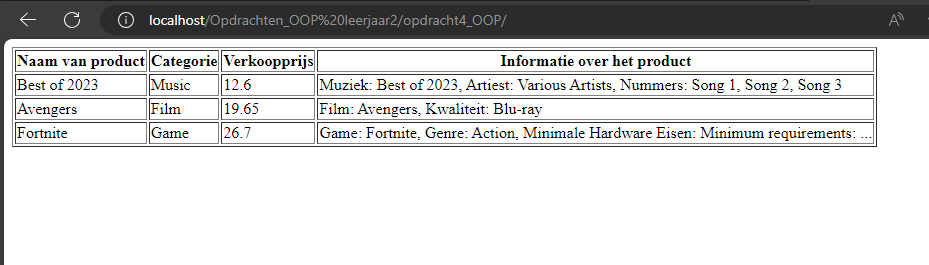 localhost/Opdrachten_OOP%20leerjaar2/opdracht4_OOP/
Naam van product Categorie Verkoopprijs Informatie over het product
Best of 2023 Music 12.6 Muziek: Best of 2023, Artiest: Various Artists, Nummers: Song 1, Song 2, Song 3
Avengers Film 19.65 Film: Avengers, Kwaliteit: Blu-ray
Fortnite Game 26.7 Game: Fortnite, Genre: Action, Minimale Hardware Eisen: Minimum requirements: ...